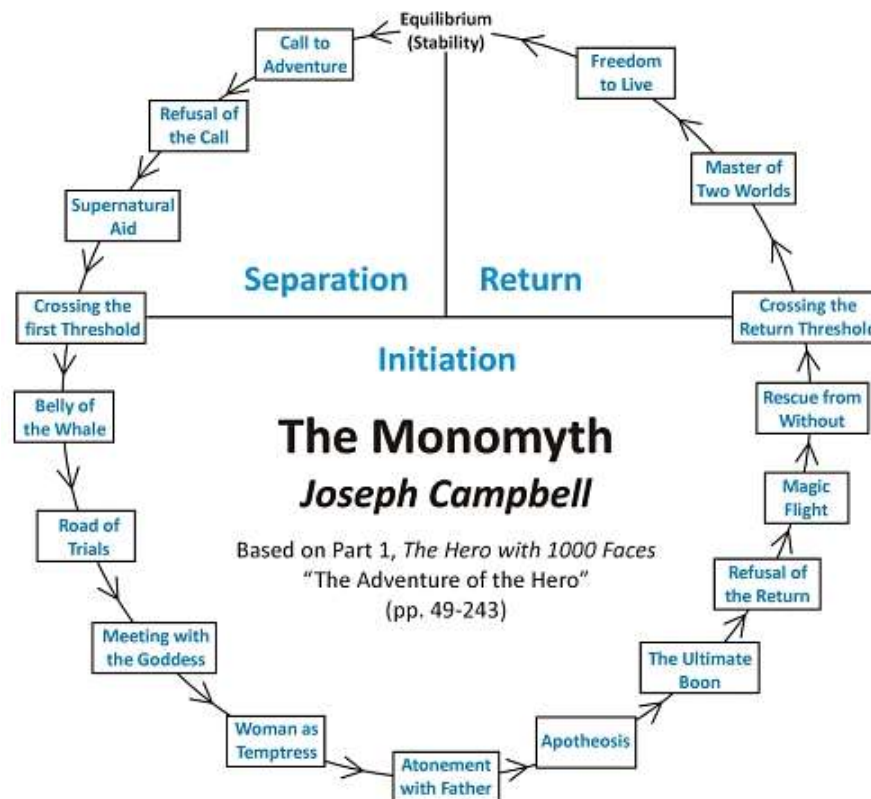 Equilibrium
(Stability)
Call to
Adventure
Refusal of
the Call
Supernatural
Aid
Crossing the
first Threshold
Belly of
the Whale
Road of
Trials
Meeting with
the Goddess
Woman as
Temptress
Atonement
with Father
Apotheosis
The Ultimate
Boon
Refusal of
the Return
Magic
Flight
Rescue from
Without
Crossing the
Return Threshold
Master of
Two Worlds
Freedom
to Live
Separation
Return
Initiation
The Monomyth
Joseph Campbell
Based on Part 1, The Hero with 1000 Faces
“The Adventure of the Hero”
(pp. 49-243)